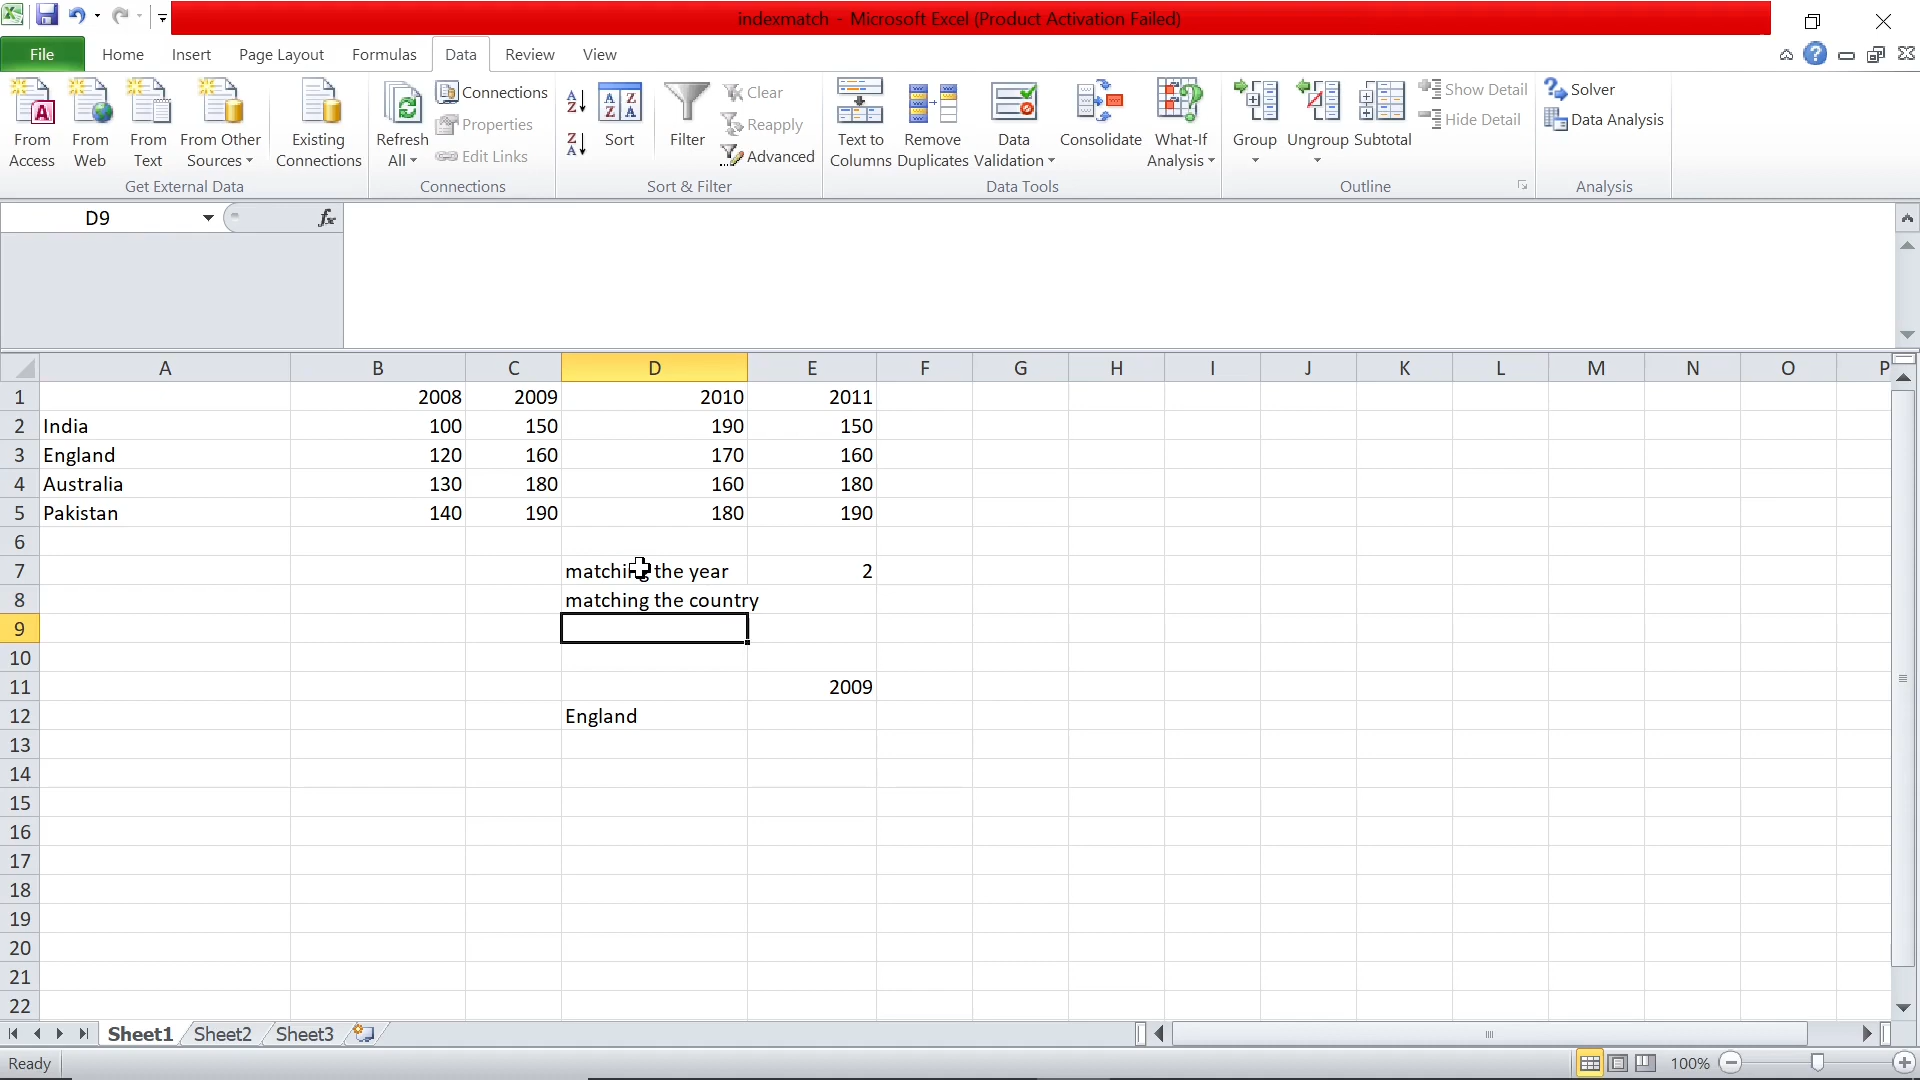 indexmatch - Microsoft Excel (Product Activation Failed)
File Home Insert Page Layout Formulas Data Review View
From Access
From Web
From Text
From Other Sources
Existing Connections
Get External Data
Refresh All
Connections
Properties
Edit Links
Connections
Sort
Filter
Clear
Reapply
Advanced
Sort & Filter
Text to Columns
Remove Duplicates
Data Validation
Consolidate
What-If Analysis
Data Tools
Group
Ungroup
Subtotal
Show Detail
Hide Detail
Outline
Solver
Data Analysis
Analysis
D9 fx
A B C D E F G H I J K L M N O P
1 2008 2009 2010 2011
2 India 100 150 190 150
3 England 120 160 170 160
4 Australia 130 180 160 180
5 Pakistan 140 190 180 190
6
7 matching the year 2
8 matching the country
9
10
11 2009
12 England
13
14
15
16
17
18
19
20
21
22
Sheet1 Sheet2 Sheet3
Ready 100%